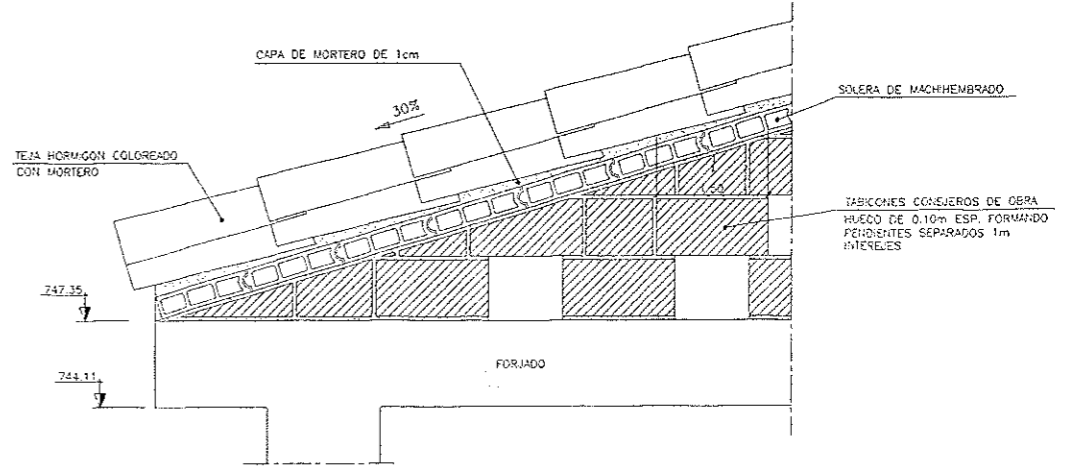 CAPA DE MORTERO DE 1cm
SOLERA DE MACHIHEMBRADO
30%
TEJA HORMIGON COLOREADO
CON MORTERO
TABICONES CONEJEROS DE OBRA
HUECO DE 0.10m ESP. FORMANDO
PENDIENTES SEPARADOS 1m
INTEREJES
747.35
FORJADO
744.11